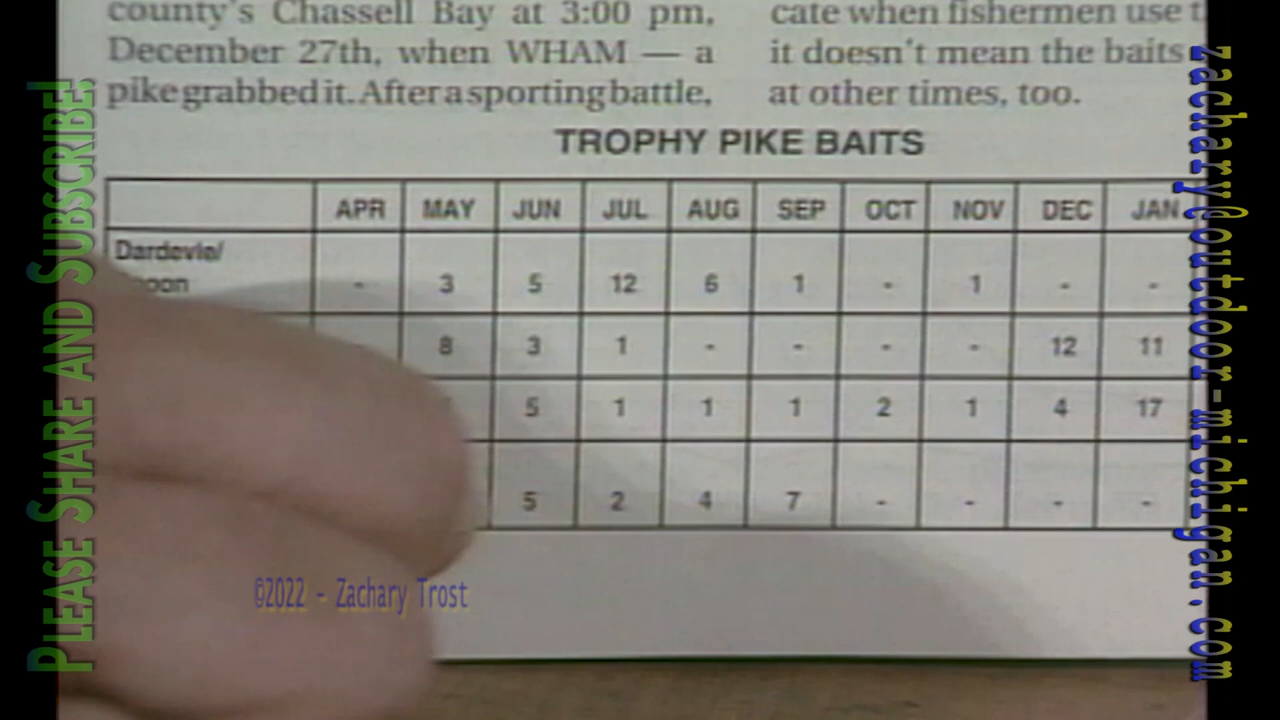 county's Chassell Bay at 3:00 pm,
December 27th, when WHAM — a
pike grabbed it. After a sporting battle,
cate when fishermen use
it doesn't mean the baits
at other times, too.
TROPHY PIKE BAITS
APR MAY JUN JUL AUG SEP OCT NOV DEC JAN
Dardevle/
- 3 5 12 6 1 - 1 - -
- 8 3 1 - - - - 12 11
5 1 1 1 2 1 4 17
5 2 4 7 - - - -
PLEASE SHARE AND SUBSCRIBE!
zachary@outdoor-michigan.com
©2022 - Zachary Trost